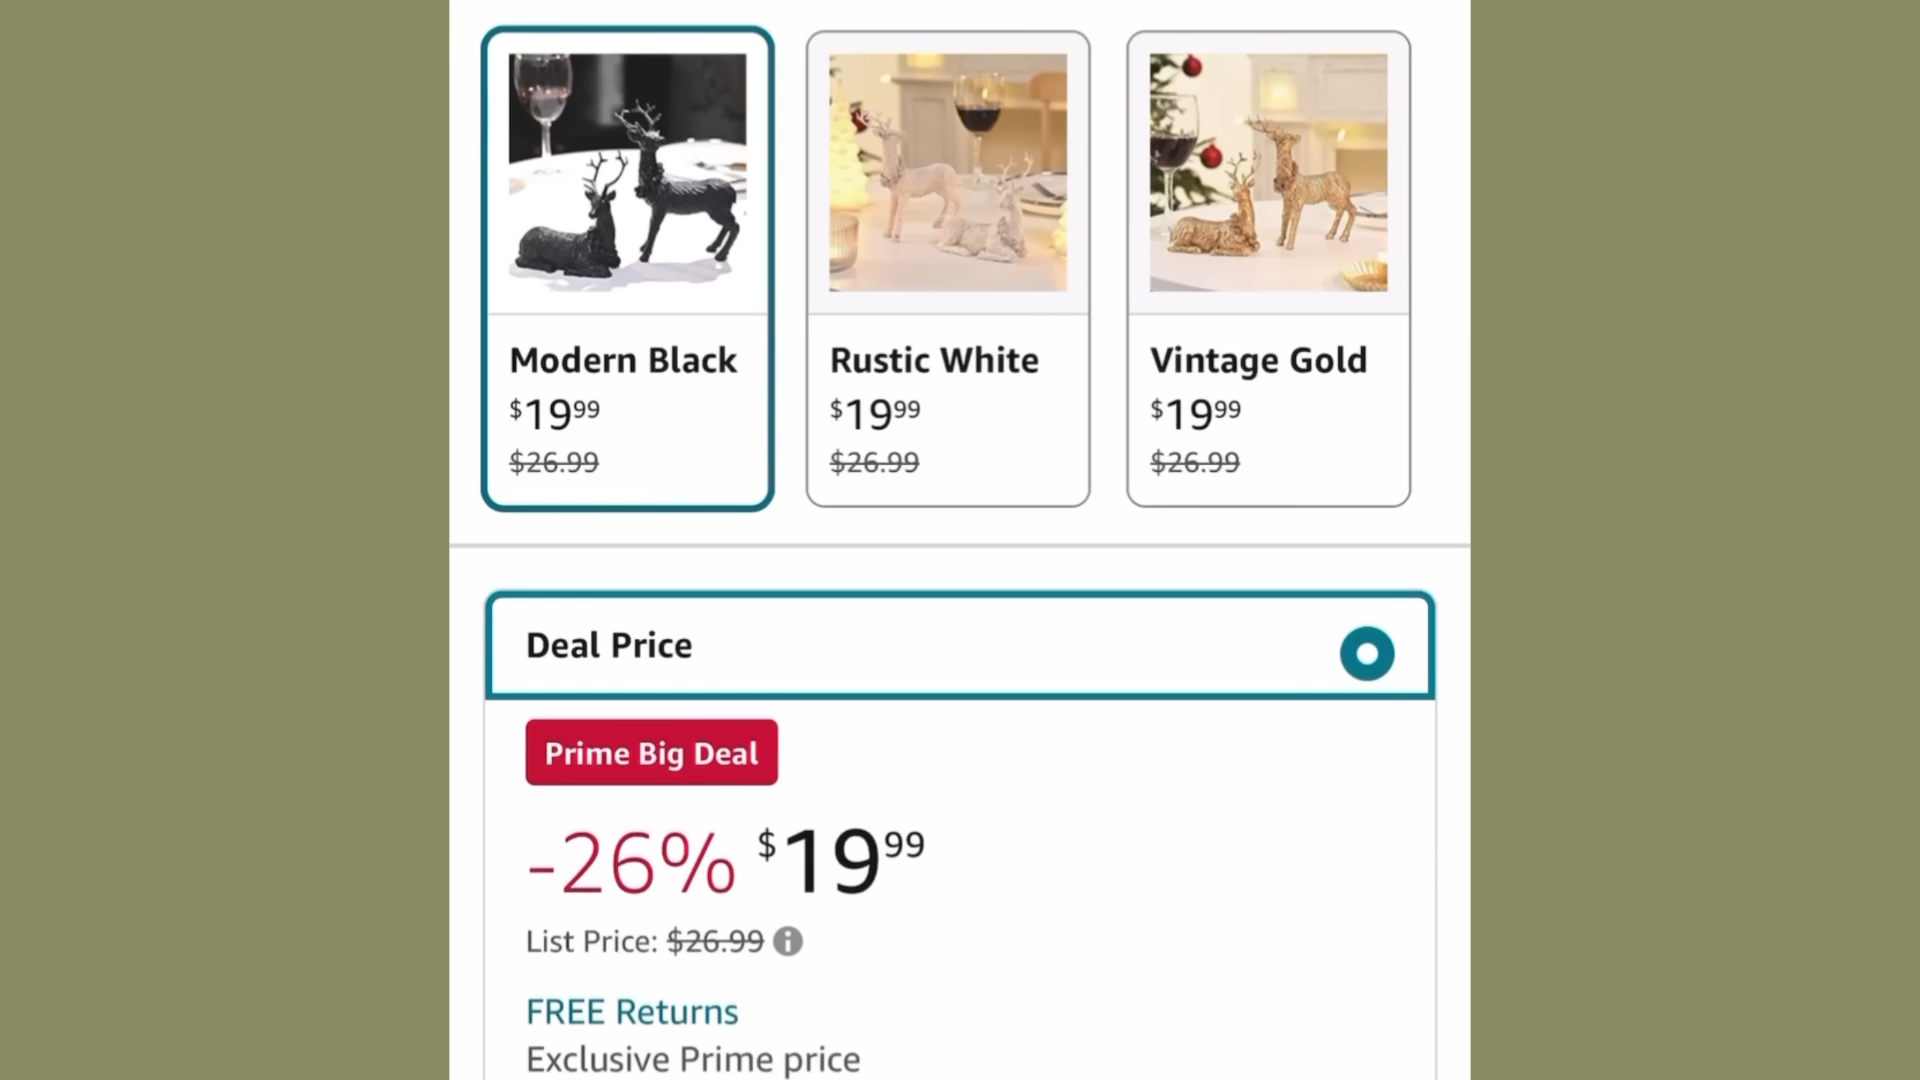 Modern Black
$19.99
$26.99
Rustic White
$19.99
$26.99
Vintage Gold
$19.99
$26.99
Deal Price
Prime Big Deal
-26% $19.99
List Price: $26.99
FREE Returns
Exclusive Prime price